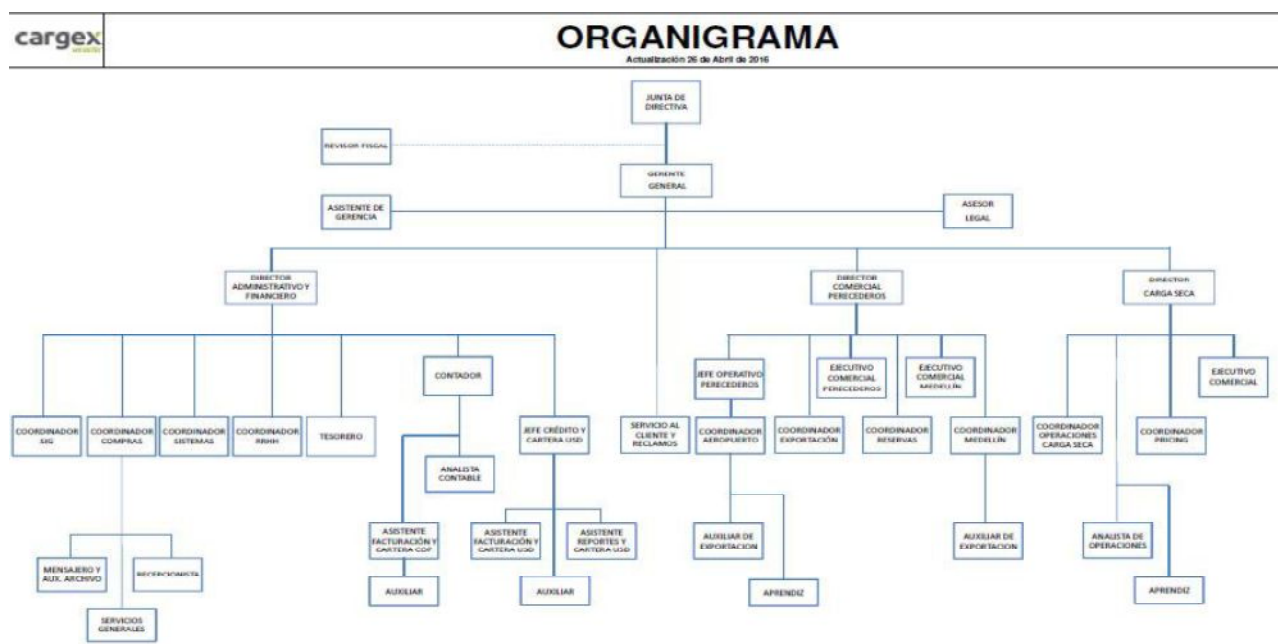 cargex
ORGANIGRAMA
Actualización 26 de Abril de 2016
JUNTA DE
DIRECTIVA
REVISOR FISCAL
GERENTE
GENERAL
ASISTENTE DE
GERENCIA
ASESOR
LEGAL
DIRECTOR
ADMINISTRATIVO Y
FINANCIERO
DIRECTOR
COMERCIAL
PERECEDEROS
DIRECTOR
CARGA SECA
CONTADOR
JEFE OPERATIVO
PERECEDEROS
EJECUTIVO
COMERCIAL
PERECEDEROS
EJECUTIVO
COMERCIAL
MEDELLÍN
EJECUTIVO
COMERCIAL
COORDINADOR
SIG
COORDINADOR
COMPRAS
COORDINADOR
SISTEMAS
COORDINADOR
RRHH
TESORERO
JEFE CRÉDITO Y
CARTERA USD
SERVICIO AL
CLIENTE Y
RECLAMOS
COORDINADOR
AEROPUERTO
COORDINADOR
EXPORTACIÓN
COORDINADOR
RESERVAS
COORDINADOR
MEDELLÍN
COORDINADOR
OPERACIONES
CARGA SECA
COORDINADOR
PRICING
ANALISTA
CONTABLE
ASISTENTE
FACTURACIÓN Y
CARTERA COP
ASISTENTE
FACTURACIÓN Y
CARTERA USD
ASISTENTE
REPORTES Y
CARTERA USD
AUXILIAR DE
EXPORTACION
AUXILIAR DE
EXPORTACION
ANALISTA DE
OPERACIONES
MENSAJERO Y
AUX. ARCHIVO
RECEPCIONISTA
AUXILIAR
AUXILIAR
APRENDIZ
APRENDIZ
SERVICIOS
GENERALES